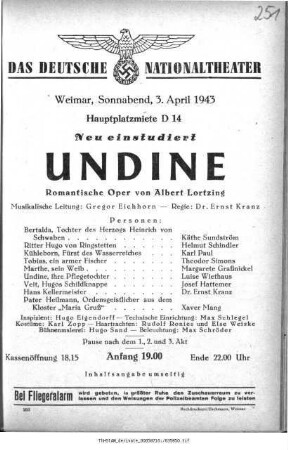 251
DAS DEUTSCHE NATIONALTHEATER
Weimar, Sonnabend, 3. April 1943
Hauptplatzmiete D 14
Neu einstudiert
UNDINE
Romantische Oper von Albert Lortzing
Musikalische Leitung: Gregor Eichhorn — Regie: Dr. Ernst Kranz
Personen:
Bertalda, Tochter des Herzogs Heinrich von
Schwaben . . . . . . . . . . Käthe Sundström
Ritter Hugo von Ringstetten . . . . . . Helmut Schindler
Kühleborn, Fürst des Wasserreiches . . . . Karl Paul
Tobias, ein armer Fischer . . . . . . . Theodor Simons
Marthe, sein Weib . . . . . . . . . Margarete Grafinckel
Undine, ihre Pflegetochter . . . . . . . Luise Wiethaus
Veit, Hugos Schildknappe . . . . . . . Josef Hattemer
Hans Kellermeister . . . . . . . . . Dr. Ernst Kranz
Pater Heilmann, Ordensgeistlicher aus dem
Kloster „Maria Gruß" . . . . . . . . Xaver Mang
Inspizient: Hugo Eigendorff — Technische Einrichtung: Max Schlegel
Kostüme: Karl Zopp — Haartrachten: Rudolf Renles und Else Wetzke
Bühnenmusik: Hugo Sand — Beleuchtung: Max Schröder
Pause nach dem 1., 2. und 3. Akt
Kassenöffnung 18.15 Anfang 19.00 Ende 22.00 Uhr
Inhaltsangabe umseitig
Bei Fliegeralarm wird gebeten, in größter Ruhe den Zuschauerraum zu verlassen
und den Weisungen der Polizeibeamten Folge zu leisten